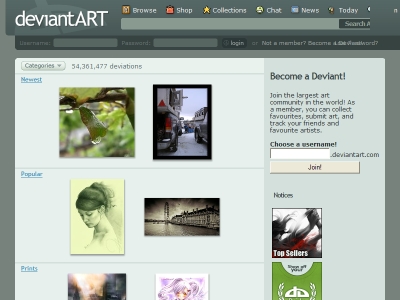 deviantART
Browse Shop Collections Chat News Today
Search
Username: Password: login or Not a member? Become a
Categories 54,361,477 deviations
Newest
Popular
Prints
Become a Deviant!
Join the largest art
community in the world! As
a member, you can collect
favourites, submit art, and
track your friends and
favourite artists.
Choose a username!
.deviantart.com
Join!
Notices
Top Sellers
Show off
your